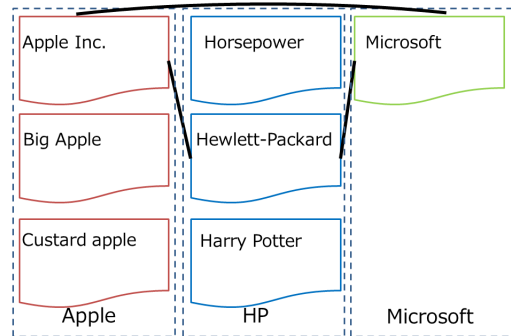 Apple Inc.
Horsepower
Microsoft
Big Apple
Hewlett-Packard
Custard apple
Harry Potter
Apple
HP
Microsoft